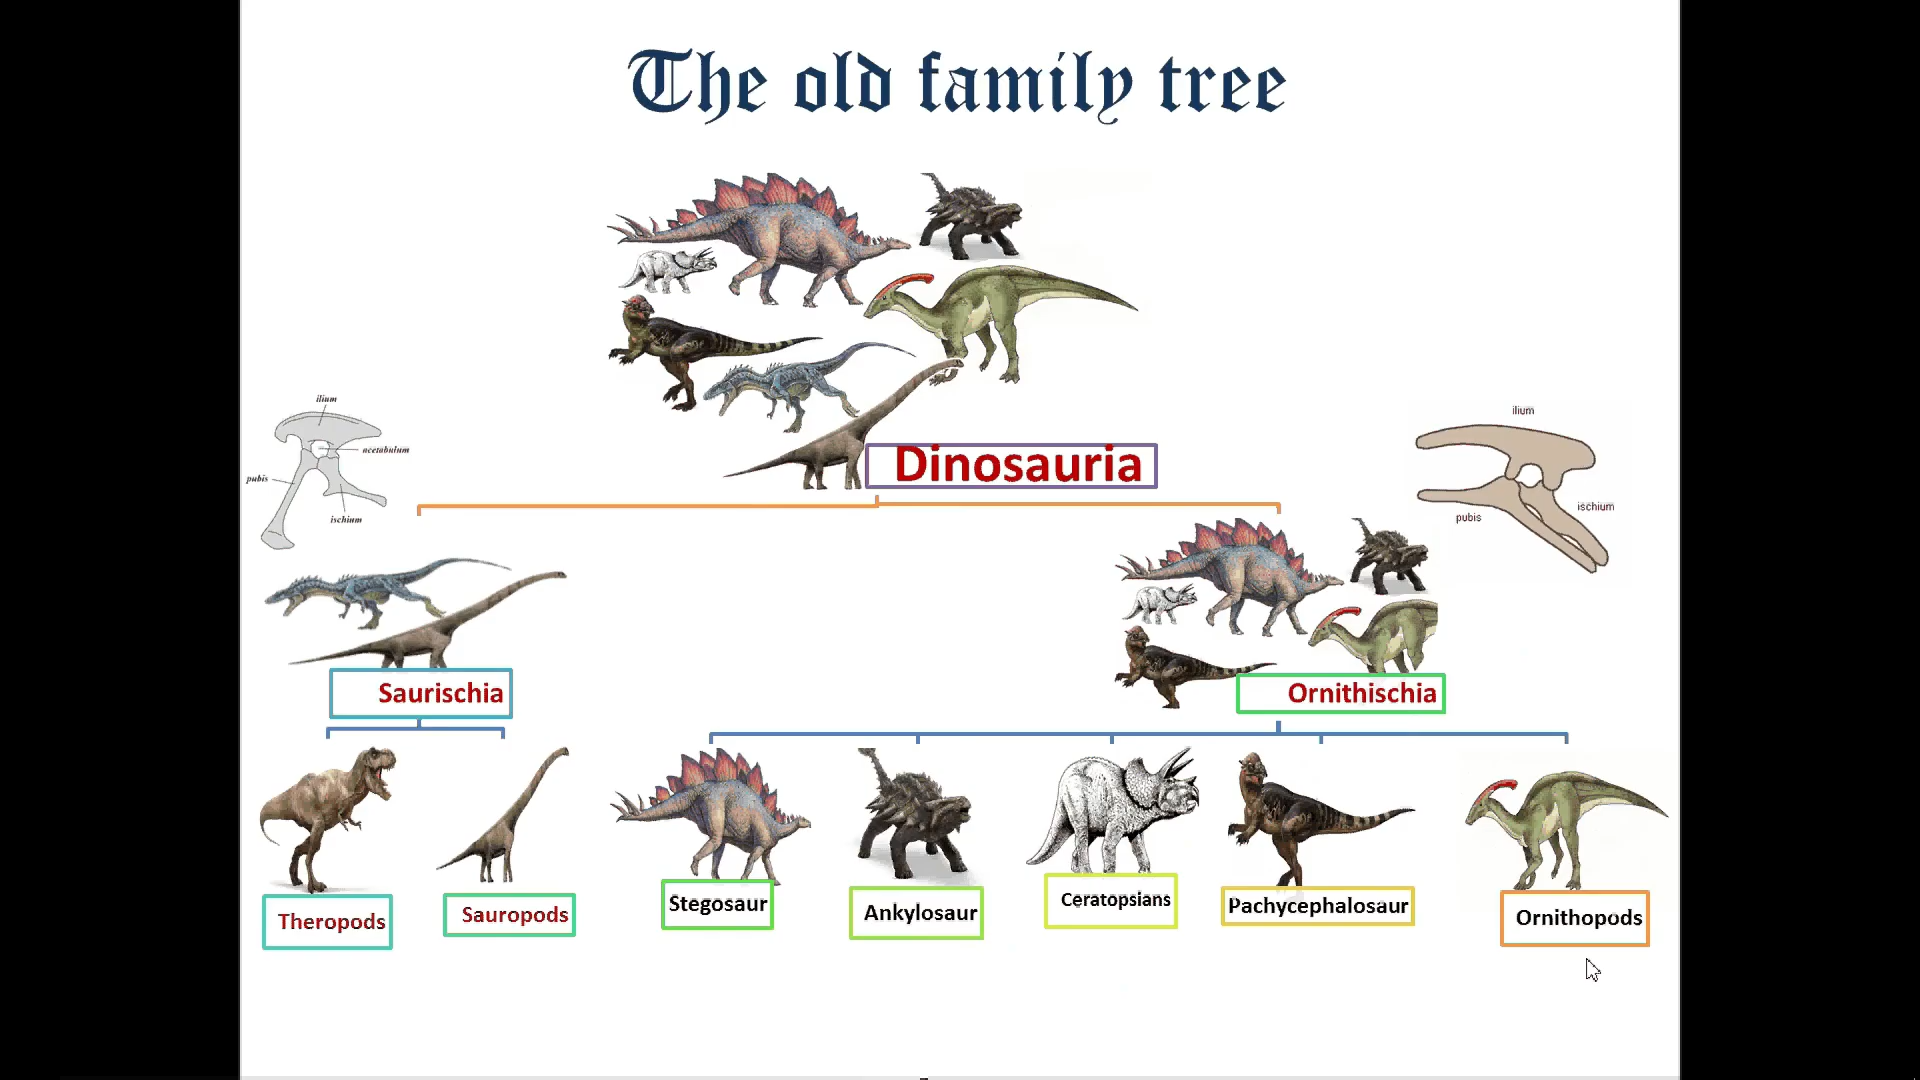 The old family tree
Dinosauria
ilium
acetabulum
pubis
ischium
ilium
pubis
ischium
Saurischia
Ornithischia
Theropods
Sauropods
Stegosaur
Ankylosaur
Ceratopsians
Pachycephalosaur
Ornithopods